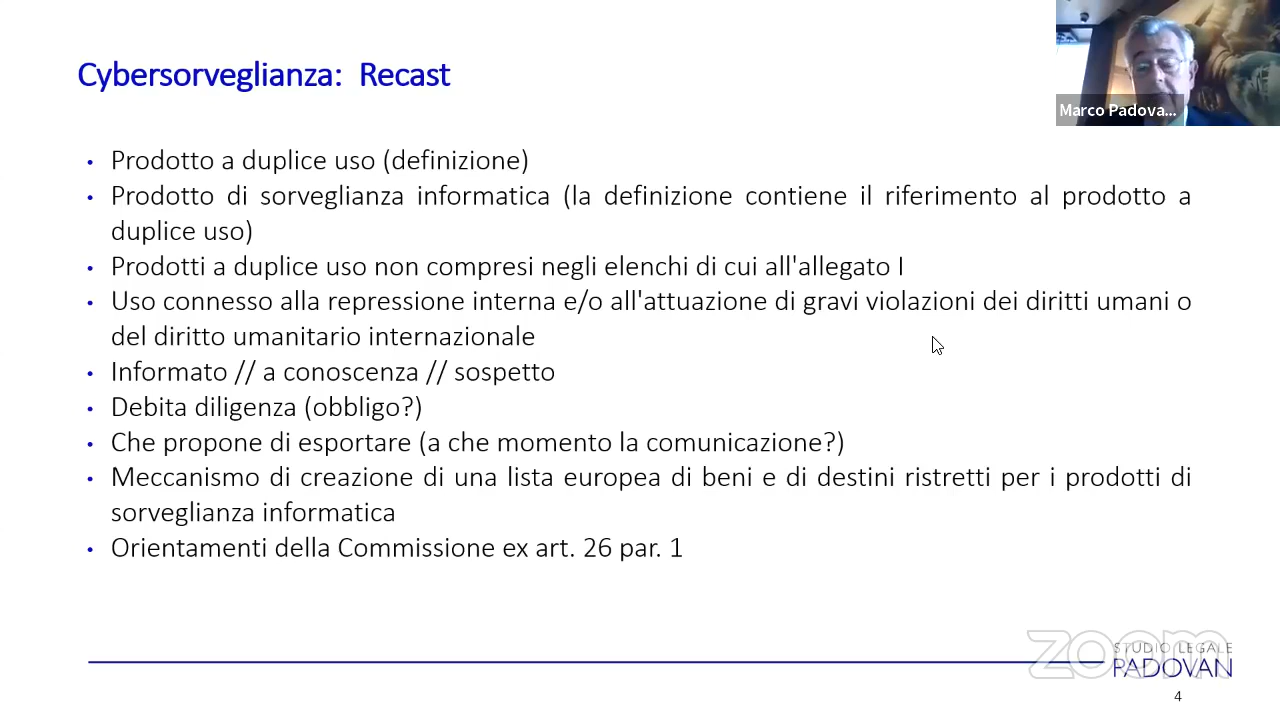 Cybersorveglianza: Recast
Marco Padova...
• Prodotto a duplice uso (definizione)
• Prodotto di sorveglianza informatica (la definizione contiene il riferimento al prodotto a
duplice uso)
• Prodotti a duplice uso non compresi negli elenchi di cui all'allegato I
• Uso connesso alla repressione interna e/o all'attuazione di gravi violazioni dei diritti umani o
del diritto umanitario internazionale
• Informato // a conoscenza // sospetto
• Debita diligenza (obbligo?)
• Che propone di esportare (a che momento la comunicazione?)
• Meccanismo di creazione di una lista europea di beni e di destini ristretti per i prodotti di
sorveglianza informatica
• Orientamenti della Commissione ex art. 26 par. 1
zoom
STUDIO LEGALE
PADOVAN
4